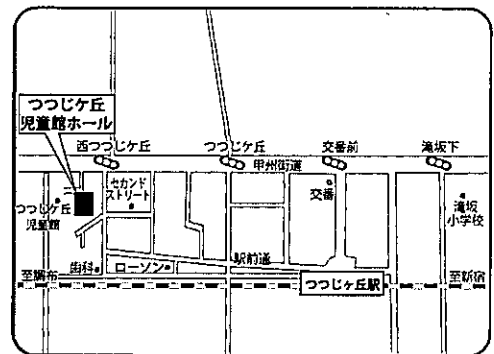 つつじケ丘
児童館ホール
西つつじケ丘
つつじケ丘
交番前
滝坂下
甲州街道
セカンド
ストリート
交番
つつじケ丘
児童館
滝坂
小学校
駅前道
歯科
ローソン
至調布
つつじヶ丘駅
至新宿